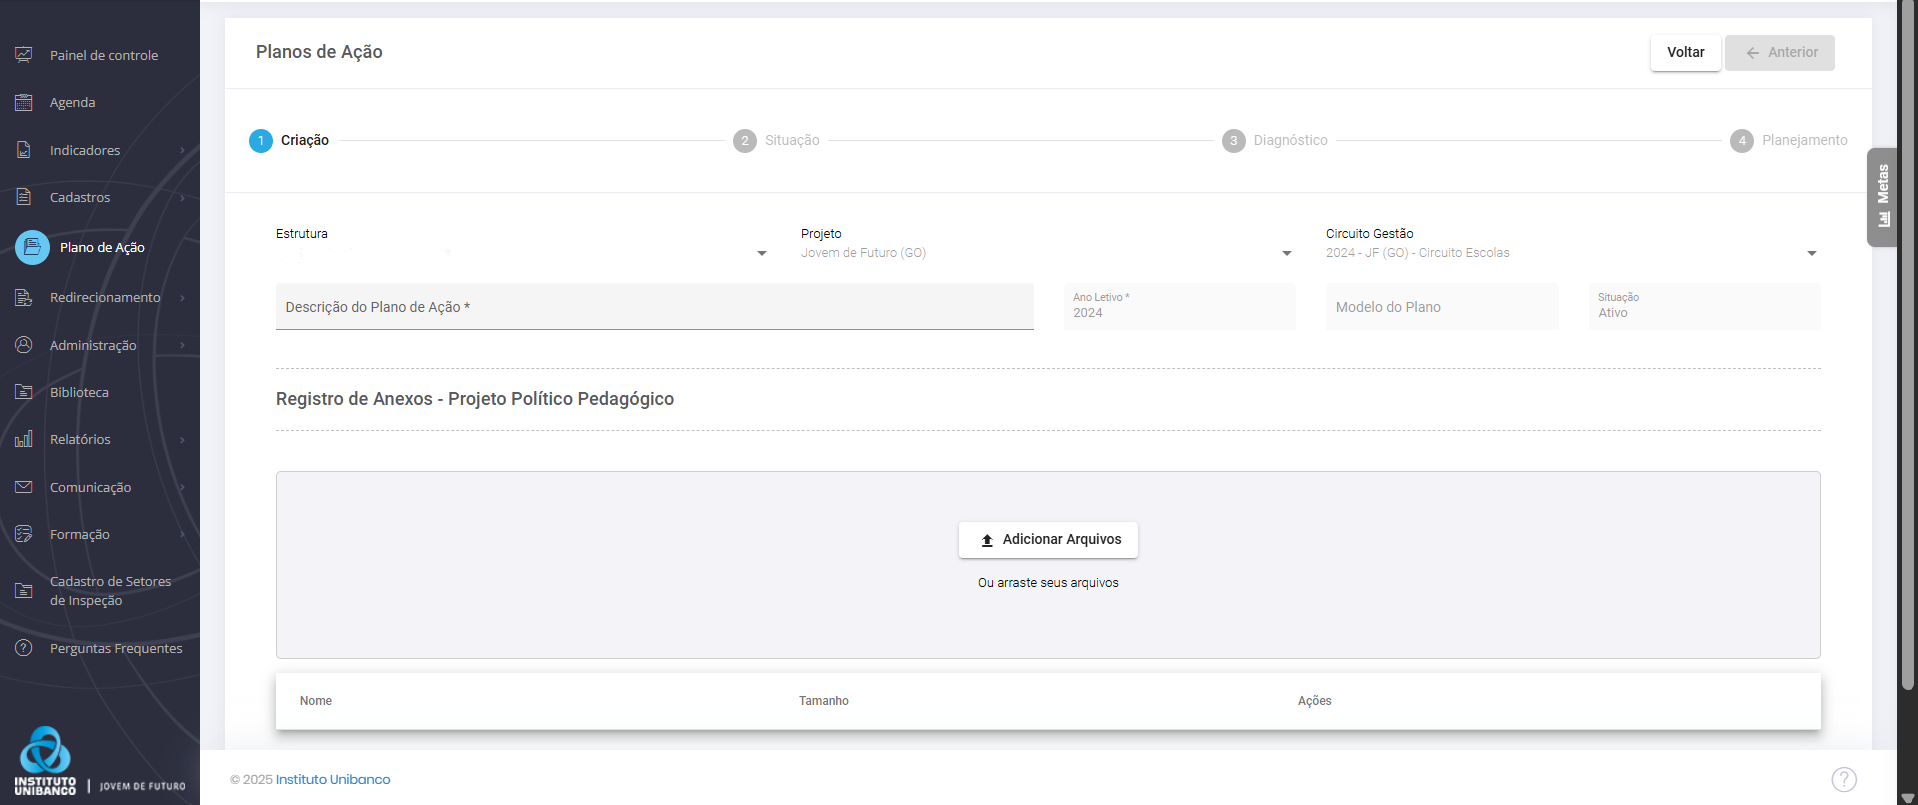 Painel de controle
Agenda
Indicadores
Cadastros
Plano de Ação
Redirecionamento
Administração
Biblioteca
Relatórios
Comunicação
Formação
Cadastro de Setores
de Inspeção
Perguntas Frequentes
INSTITUTO
UNIBANCO | JOVEM DE FUTURO
Planos de Ação
Voltar
Anterior
1 Criação
2 Situação
3 Diagnóstico
4 Planejamento
Metas
Estrutura
Projeto
Jovem de Futuro (GO)
Circuito Gestão
2024 - JF (GO) - Circuito Escolas
Descrição do Plano de Ação *
Ano Letivo *
2024
Modelo do Plano
Situação
Ativo
Registro de Anexos - Projeto Político Pedagógico
Adicionar Arquivos
Ou arraste seus arquivos
Nome Tamanho Ações
© 2025 Instituto Unibanco
?